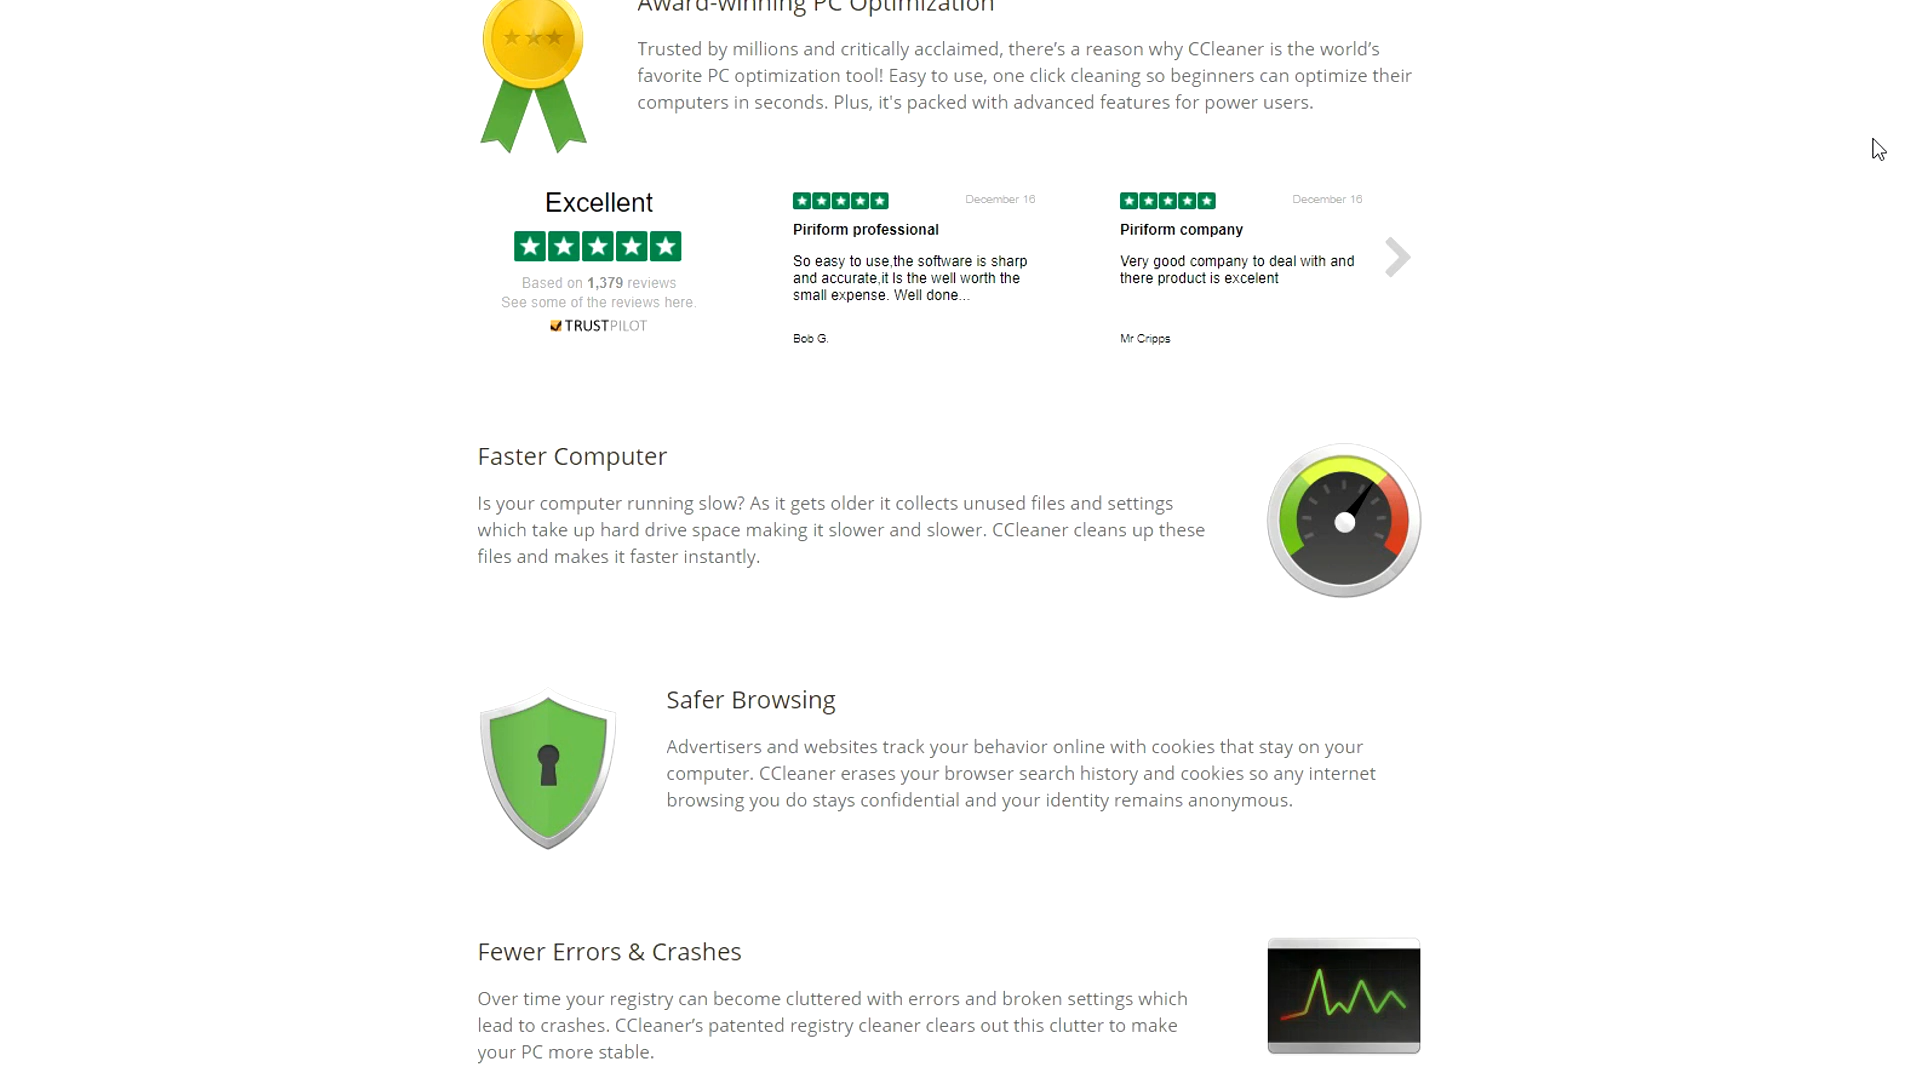 Award-winning PC Optimization
Trusted by millions and critically acclaimed, there’s a reason why CCleaner is the world’s
favorite PC optimization tool! Easy to use, one click cleaning so beginners can optimize their
computers in seconds. Plus, it's packed with advanced features for power users.
Excellent
Based on 1,379 reviews
See some of the reviews here.
TRUSTPILOT
December 16
Piriform professional
So easy to use,the software is sharp
and accurate,it Is the well worth the
small expense. Well done...
Bob G.
December 16
Piriform company
Very good company to deal with and
there product is excelent
Mr Cripps
Faster Computer
Is your computer running slow? As it gets older it collects unused files and settings
which take up hard drive space making it slower and slower. CCleaner cleans up these
files and makes it faster instantly.
Safer Browsing
Advertisers and websites track your behavior online with cookies that stay on your
computer. CCleaner erases your browser search history and cookies so any internet
browsing you do stays confidential and your identity remains anonymous.
Fewer Errors & Crashes
Over time your registry can become cluttered with errors and broken settings which
lead to crashes. CCleaner’s patented registry cleaner clears out this clutter to make
your PC more stable.